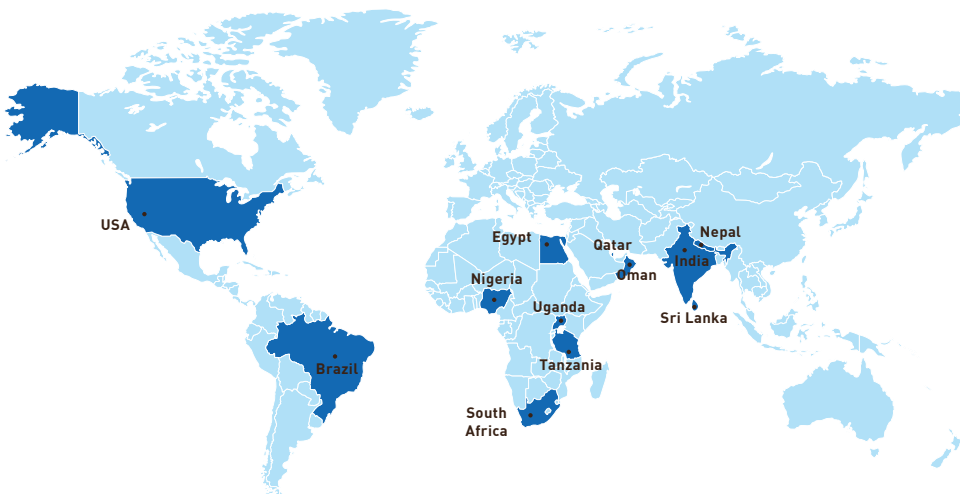 USA
Egypt
Qatar
Nepal
India
Oman
Nigeria
Uganda
Sri Lanka
Brazil
Tanzania
South
Africa